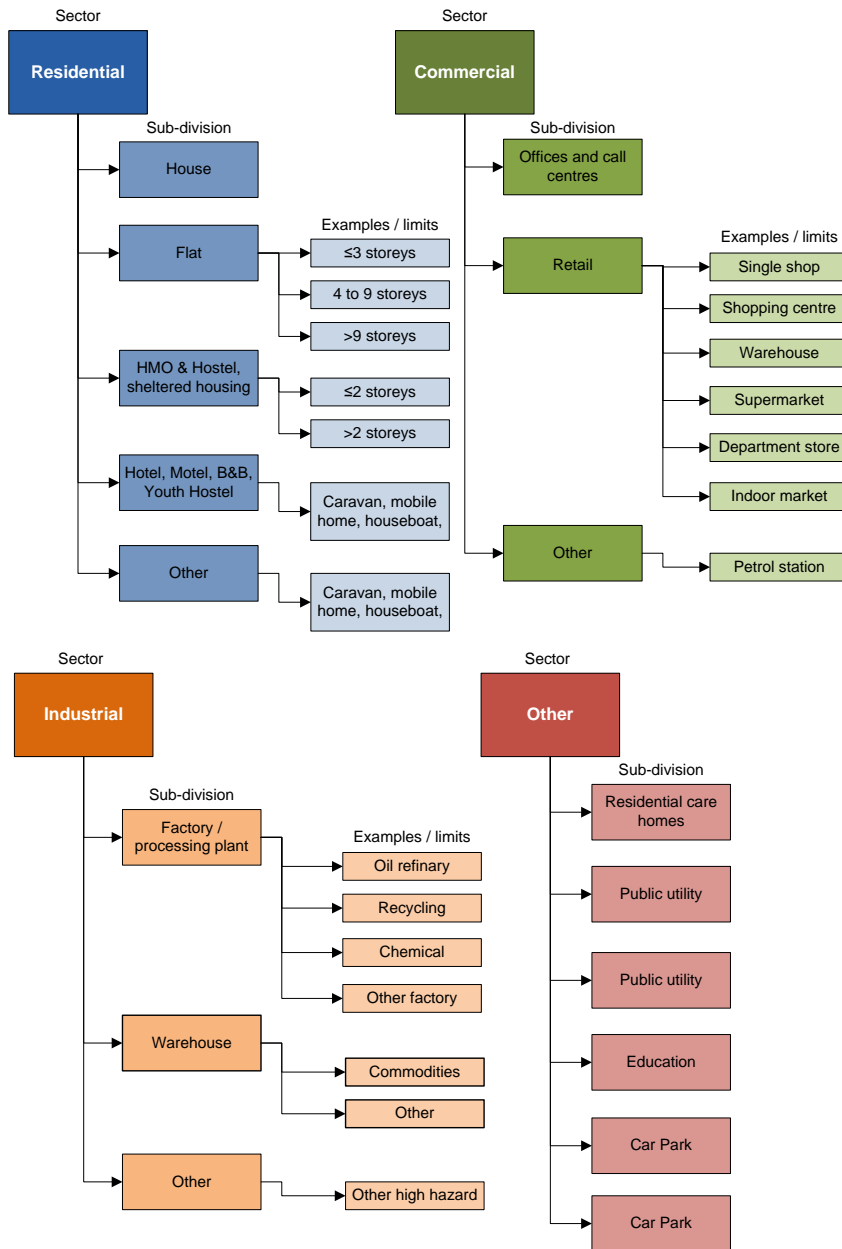 Sector
Residential
Sub-division
House
Flat
Examples / limits
≤3 storeys
4 to 9 storeys
>9 storeys
HMO & Hostel,
sheltered housing
≤2 storeys
>2 storeys
Hotel, Motel, B&B,
Youth Hostel
Caravan, mobile
home, houseboat,
Other
Caravan, mobile
home, houseboat,
Sector
Commercial
Sub-division
Offices and call
centres
Retail
Examples / limits
Single shop
Shopping centre
Warehouse
Supermarket
Department store
Indoor market
Other
Petrol station
Sector
Industrial
Sub-division
Factory /
processing plant
Examples / limits
Oil refinary
Recycling
Chemical
Other factory
Warehouse
Commodities
Other
Other
Other high hazard
Sector
Other
Sub-division
Residential care
homes
Public utility
Public utility
Education
Car Park
Car Park